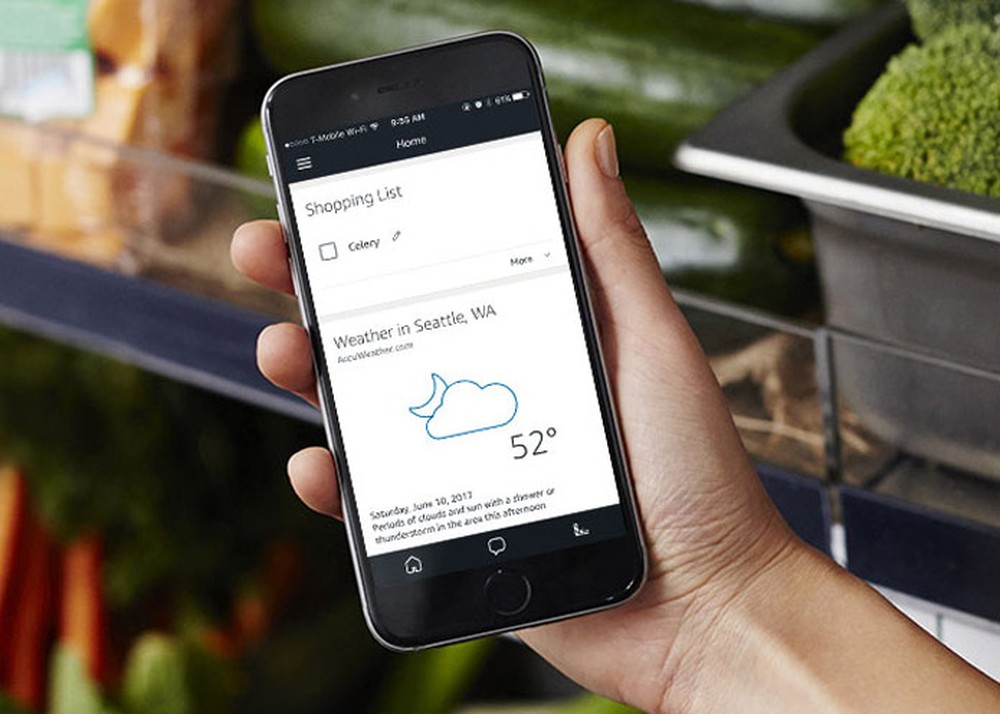 T-Mobile Wi-Fi 9:35 AM 61%
Home
Shopping List
Celery
More
Weather in Seattle, WA
AccuWeather.com
52°
Saturday, June 10, 2017
Periods of clouds and sun with a shower or
thunderstorm in the area this afternoon